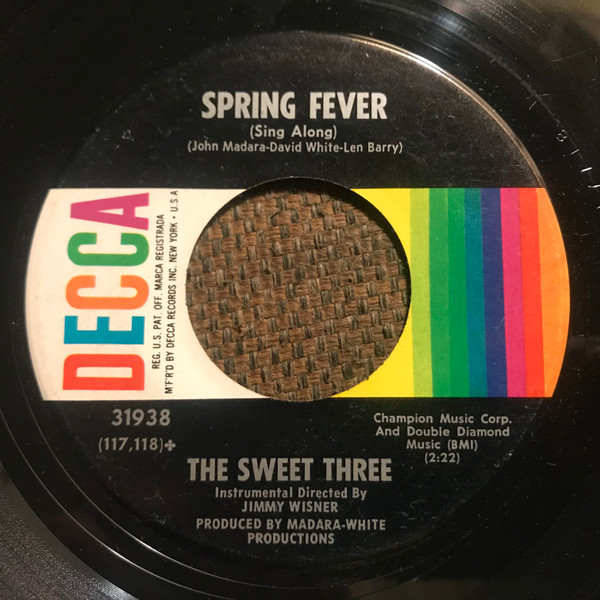 SPRING FEVER
(Sing Along)
(John Madara-David White-Len Barry)
DECCA
REG. U.S. PAT. OFF. MARCA REGISTRADA
M'F'R'D BY DECCA RECORDS INC. NEW YORK • U.S.A
31938
(117,118)+
Champion Music Corp.
And Double Diamond
Music (BMI)
(2:22)
THE SWEET THREE
Instrumental Directed By
JIMMY WISNER
PRODUCED BY MADARA-WHITE
PRODUCTIONS